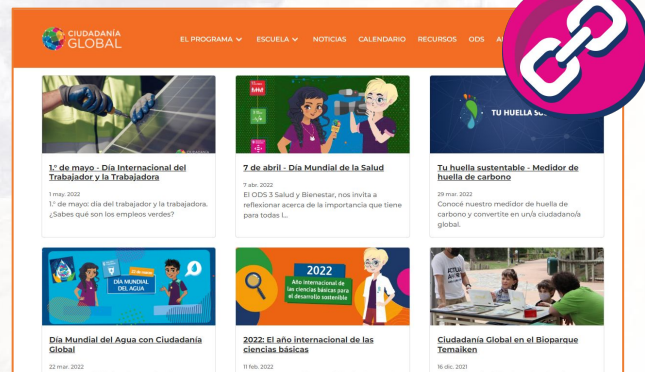 CIUDADANÍA
GLOBAL
EL PROGRAMA
ESCUELA
NOTICIAS
CALENDARIO
RECURSOS
ODS
TU HUELLA
1.º de mayo - Día Internacional del
Trabajador y la Trabajadora
1 may. 2022
1.º de mayo: día del trabajador y la trabajadora.
¿Sabes qué son los empleos verdes?
7 de abril - Día Mundial de la Salud
7 abr. 2022
El ODS 3 Salud y Bienestar, nos invita a
reflexionar acerca de la importancia que tiene
para todas l...
Tu huella sustentable - Medidor de
huella de carbono
29 mar. 2022
Conocé nuestro medidor de huella de
carbono y convertite en un/a ciudadano/a
global.
DÍA MUNDIAL
DEL AGUA
2022
Año internacional de
las ciencias básicas para
el desarrollo sostenible
Día Mundial del Agua con Ciudadanía
Global
22 mar. 2022
2022: El año internacional de las
ciencias básicas
11 feb. 2022
Ciudadanía Global en el Bioparque
Temaiken
16 dic. 2021